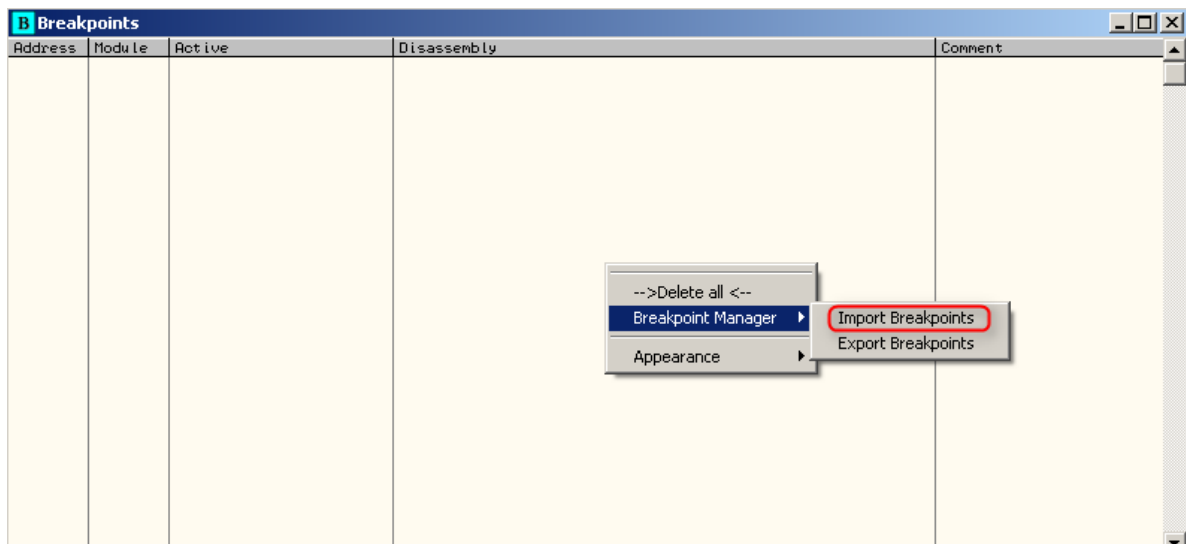 B Breakpoints
Address Module Active Disassembly Comment
-->Delete all <--
Breakpoint Manager
Import Breakpoints
Export Breakpoints
Appearance